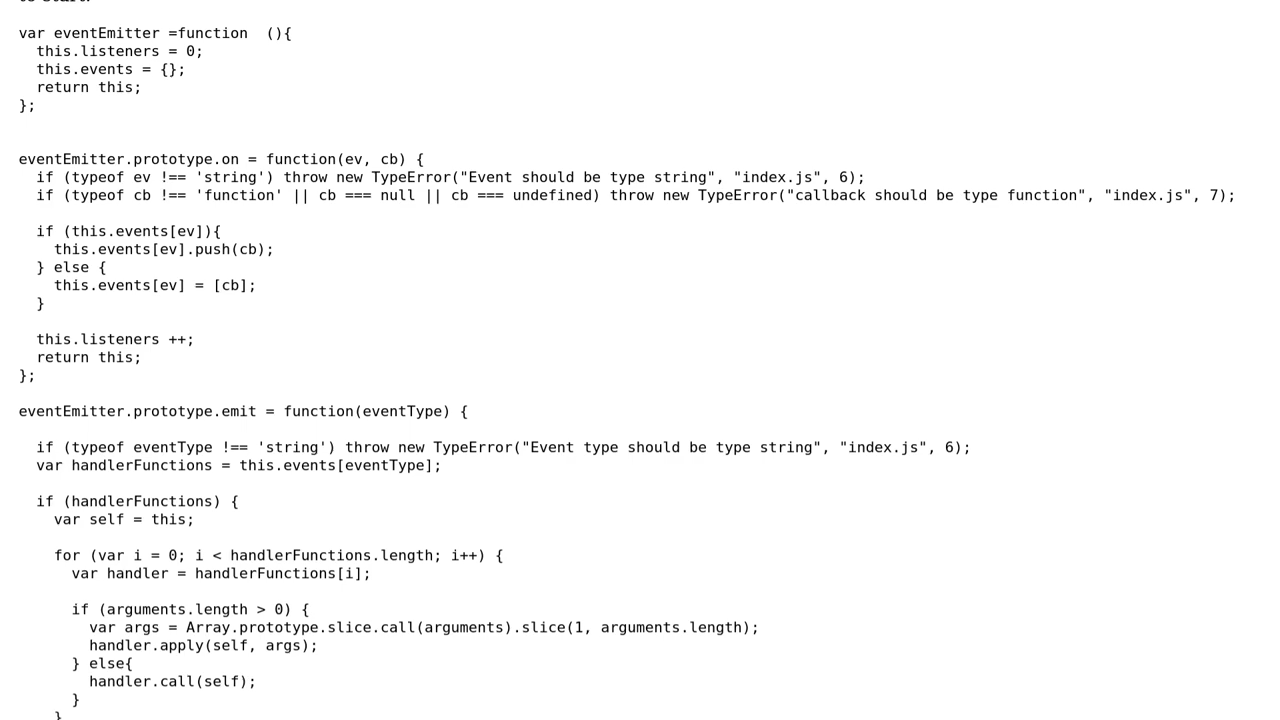 to start.
var eventEmitter =function  (){
  this.listeners = 0;
  this.events = {};
  return this;
};
eventEmitter.prototype.on = function(ev, cb) {
  if (typeof ev !== 'string') throw new TypeError("Event should be type string", "index.js", 6);
  if (typeof cb !== 'function' || cb === null || cb === undefined) throw new TypeError("callback should be type function", "index.js", 7);
  if (this.events[ev]){
    this.events[ev].push(cb);
  } else {
    this.events[ev] = [cb];
  }
  this.listeners ++;
  return this;
};
eventEmitter.prototype.emit = function(eventType) {
  if (typeof eventType !== 'string') throw new TypeError("Event type should be type string", "index.js", 6);
  var handlerFunctions = this.events[eventType];
  if (handlerFunctions) {
    var self = this;
    for (var i = 0; i < handlerFunctions.length; i++) {
      var handler = handlerFunctions[i];
      if (arguments.length > 0) {
        var args = Array.prototype.slice.call(arguments).slice(1, arguments.length);
        handler.apply(self, args);
      } else{
        handler.call(self);
      }
    }